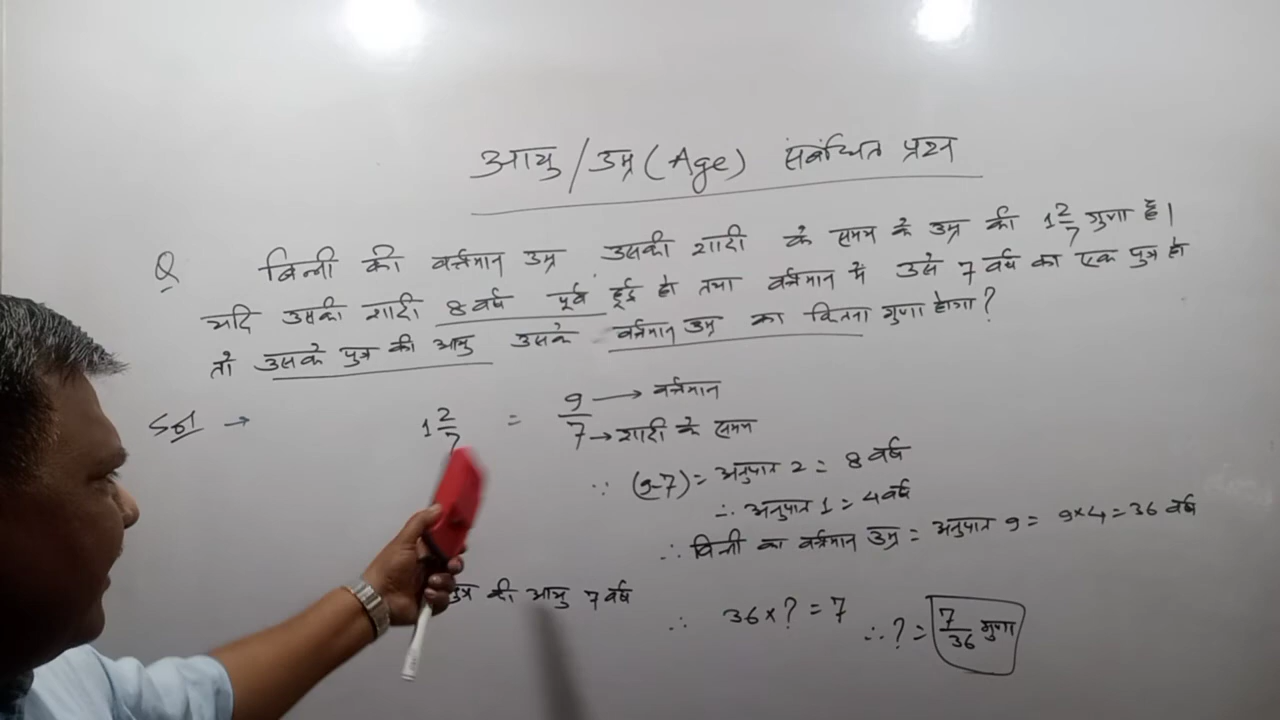 आयु/उम्र (Age) संबंधित प्रश्न
Q विन्नी की वर्त्तमान उम्र उसकी शादी के समय के उम्र की 1 2/7 गुणा है।
यदि उसकी शादी 8 वर्ष पूर्व हुई हो तथा वर्त्तमान में उसे 7 वर्ष का एक पुत्र हो
तो उसके पुत्र की आयु उसके वर्त्तमान उम्र का कितना गुणा होगा?
Sol → 1 2/7 = 9/7 → वर्त्तमान
→ शादी के समय
∵ (9-7) = अनुपात 2 = 8 वर्ष
∴ अनुपात 1 = 4 वर्ष
∴ विन्नी का वर्त्तमान उम्र = अनुपात 9 = 9×4 = 36 वर्ष
पुत्र की आयु 7 वर्ष
∴ 36 × ? = 7 ∴ ? = 7/36 गुणा